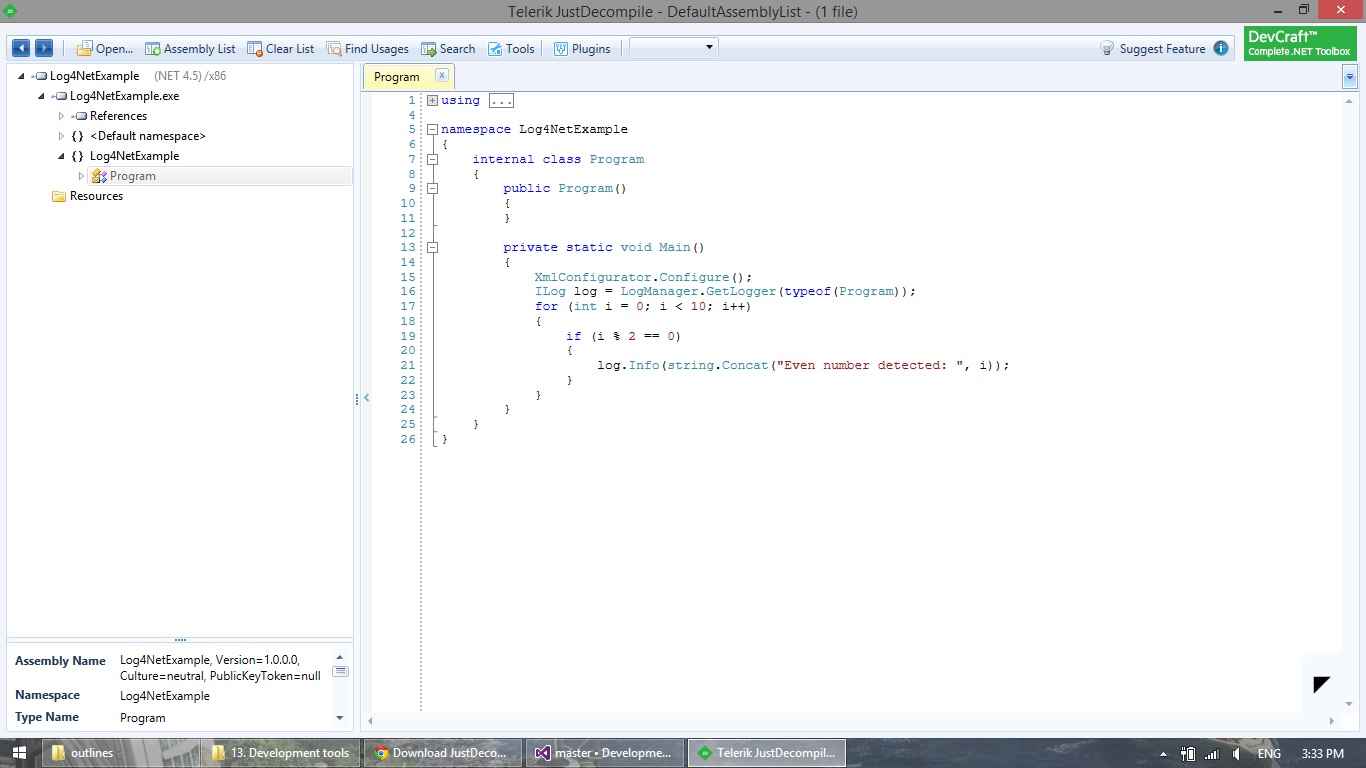 Telerik JustDecompile - DefaultAssemblyList - (1 file)
Open... Assembly List Clear List Find Usages Search Tools Plugins Suggest Feature
DevCraft™
Complete .NET Toolbox
Log4NetExample (NET 4.5) /x86
Log4NetExample.exe
References
{} <Default namespace>
{} Log4NetExample
Program
Resources
Assembly Name Log4NetExample, Version=1.0.0.0,
Culture=neutral, PublicKeyToken=null
Namespace Log4NetExample
Type Name Program
Program x
1 using ...
4
5 namespace Log4NetExample
6 {
7 internal class Program
8 {
9 public Program()
10 {
11 }
12
13 private static void Main()
14 {
15 XmlConfigurator.Configure();
16 ILog log = LogManager.GetLogger(typeof(Program));
17 for (int i = 0; i < 10; i++)
18 {
19 if (i % 2 == 0)
20 {
21 log.Info(string.Concat("Even number detected: ", i));
22 }
23 }
24 }
25 }
26 }
outlines 13. Development tools Download JustDeco... master • Developme... Telerik JustDecompil... ENG 3:33 PM